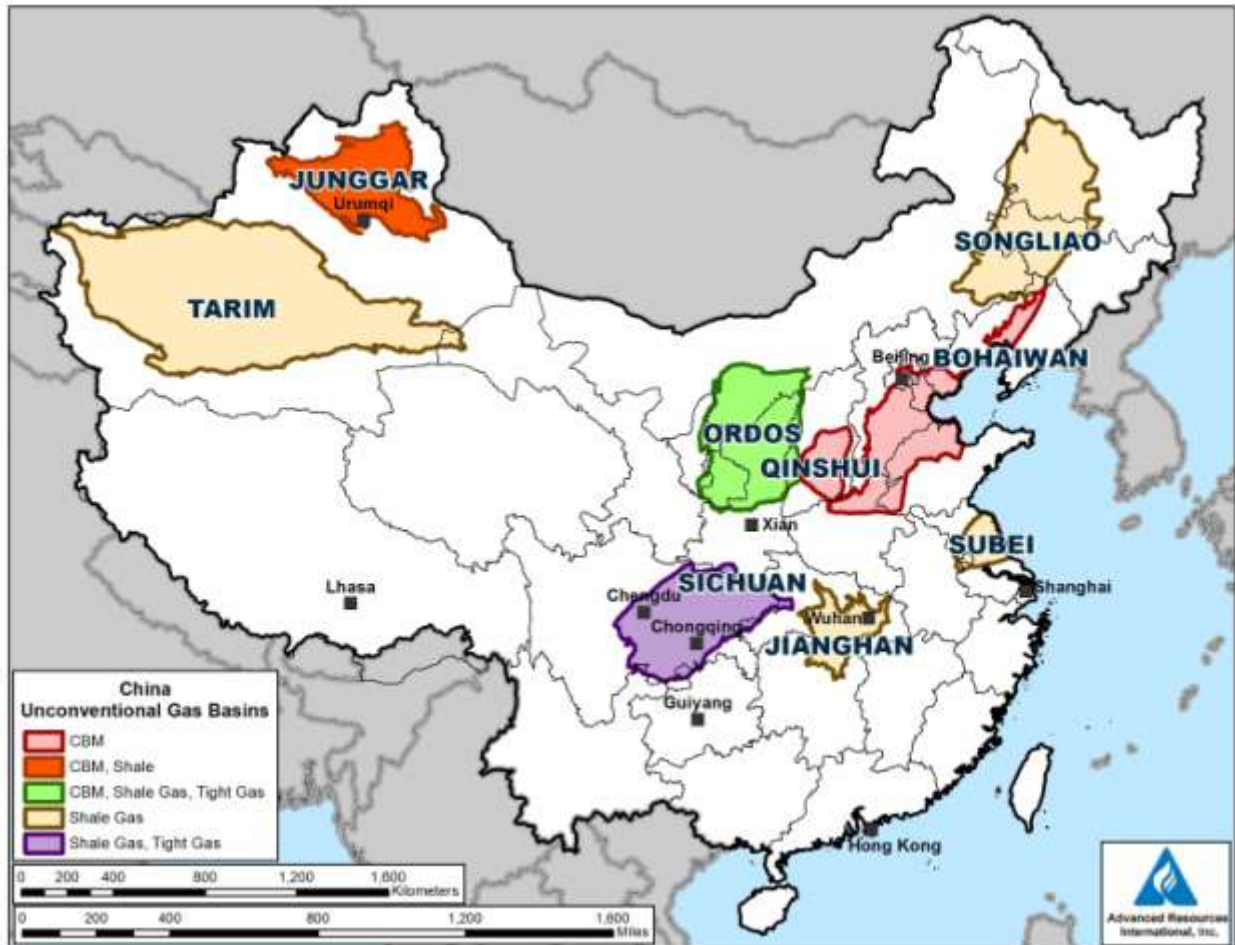 JUNGGAR
Urumqi
SONGLIAO
TARIM
BOHAIWAN
Beijing
ORDOS
QINSHUI
Xian
SUBEI
SICHUAN
Lhasa
Chengdu
Shanghai
Wuhan
Chongqing
JIANGHAN
Guiyang
Hong Kong
China
Unconventional Gas Basins
CBM
CBM, Shale
CBM, Shale Gas, Tight Gas
Shale Gas
Shale Gas, Tight Gas
0 200 400 800 1,200 1,600
Kilometers
0 200 400 800 1,200 1,600
Miles
Advanced Resources
International, Inc.